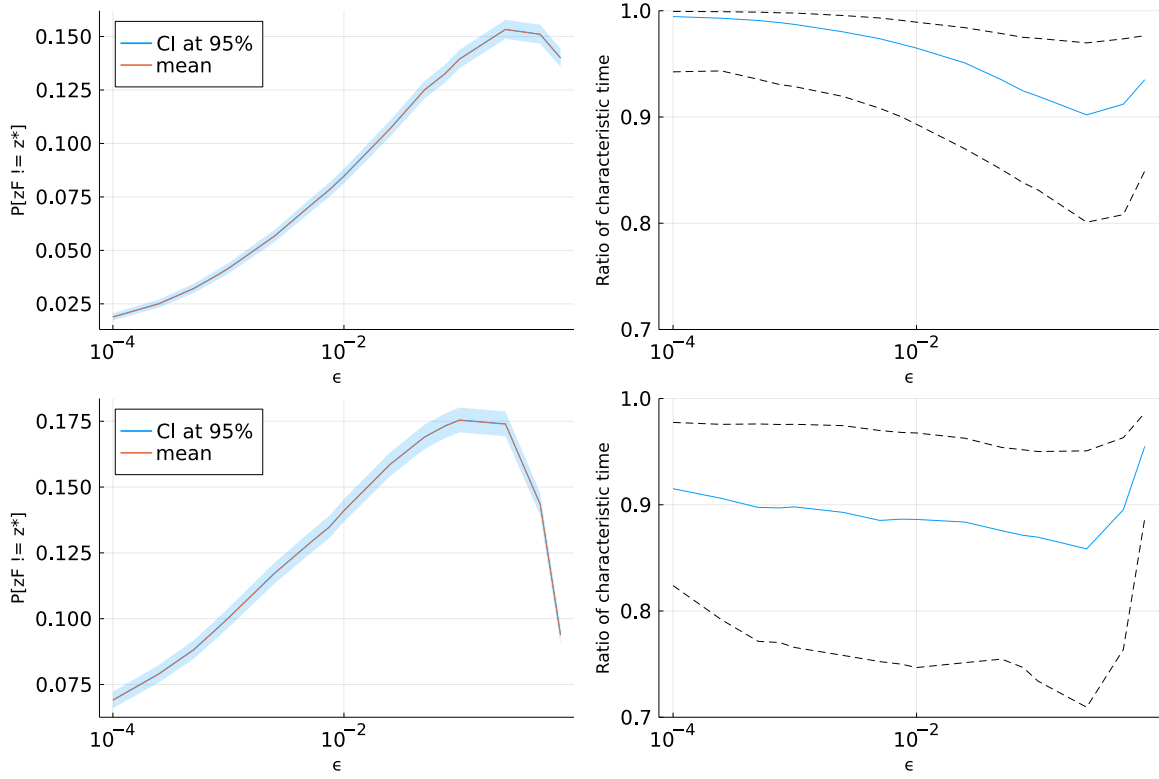 0.150
0.125
0.100
0.075
0.050
0.025
P[zF != z*]
CI at 95%
mean
10⁻⁴
10⁻²
ϵ
1.0
0.9
0.8
0.7
Ratio of characteristic time
10⁻⁴
10⁻²
ϵ
0.175
0.150
0.125
0.100
0.075
P[zF != z*]
CI at 95%
mean
10⁻⁴
10⁻²
ϵ
1.0
0.9
0.8
0.7
Ratio of characteristic time
10⁻⁴
10⁻²
ϵ